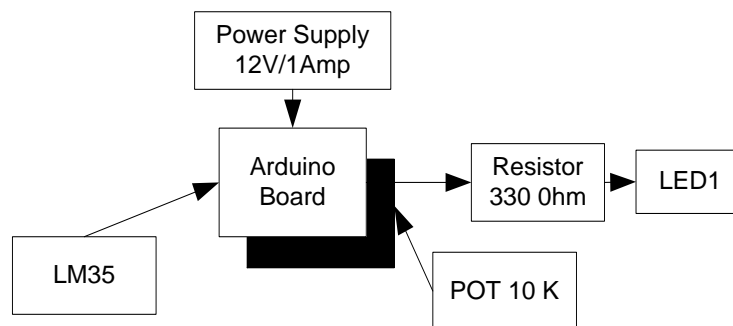 Power Supply
12V/1Amp
Arduino
Board
Resistor
330 0hm
LED1
LM35
POT 10 K